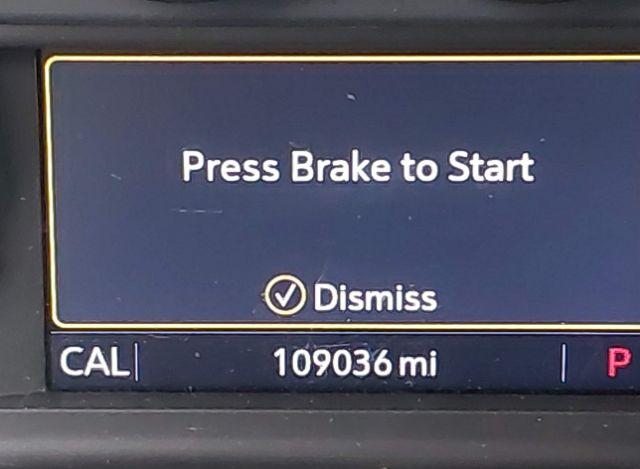 Press Brake to Start
Dismiss
CAL 109036 mi P